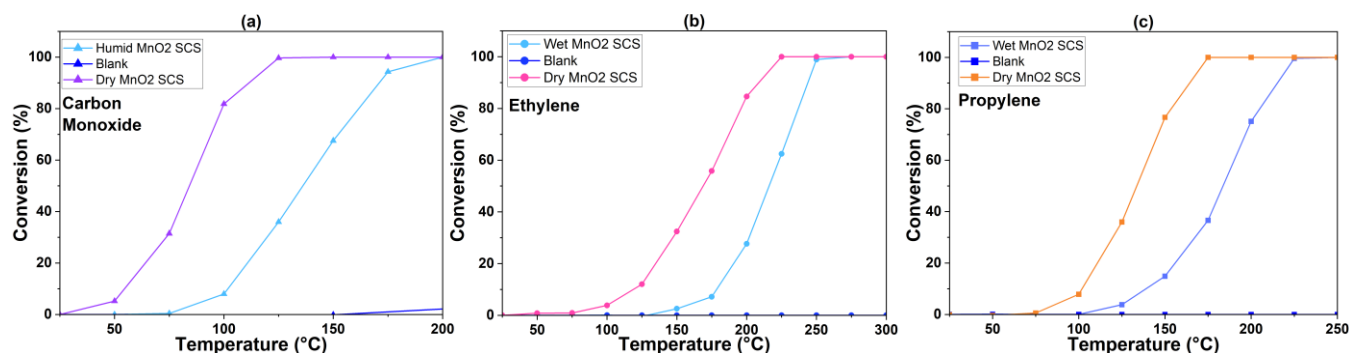 (a)
Humid MnO2 SCS
Blank
Dry MnO2 SCS
Carbon
Monoxide
Conversion (%)
100
80
60
40
20
0
50
100
150
200
Temperature (°C)
(b)
Wet MnO2 SCS
Blank
Dry MnO2 SCS
Ethylene
Conversion (%)
100
80
60
40
20
0
50
100
150
200
250
300
Temperature (°C)
(c)
Wet MnO2 SCS
Blank
Dry MnO2 SCS
Propylene
Conversion (%)
100
80
60
40
20
0
50
100
150
200
250
Temperature (°C)